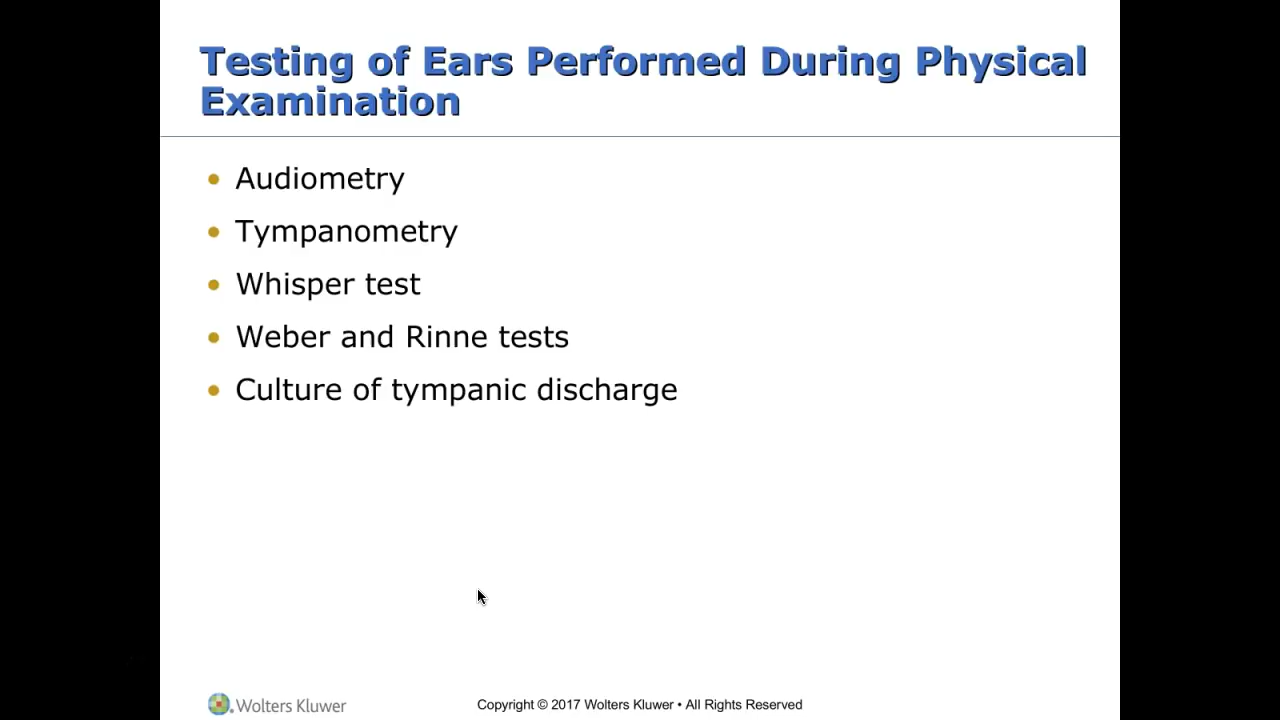 Testing of Ears Performed During Physical
Examination
• Audiometry
• Tympanometry
• Whisper test
• Weber and Rinne tests
• Culture of tympanic discharge
Wolters Kluwer
Copyright © 2017 Wolters Kluwer • All Rights Reserved